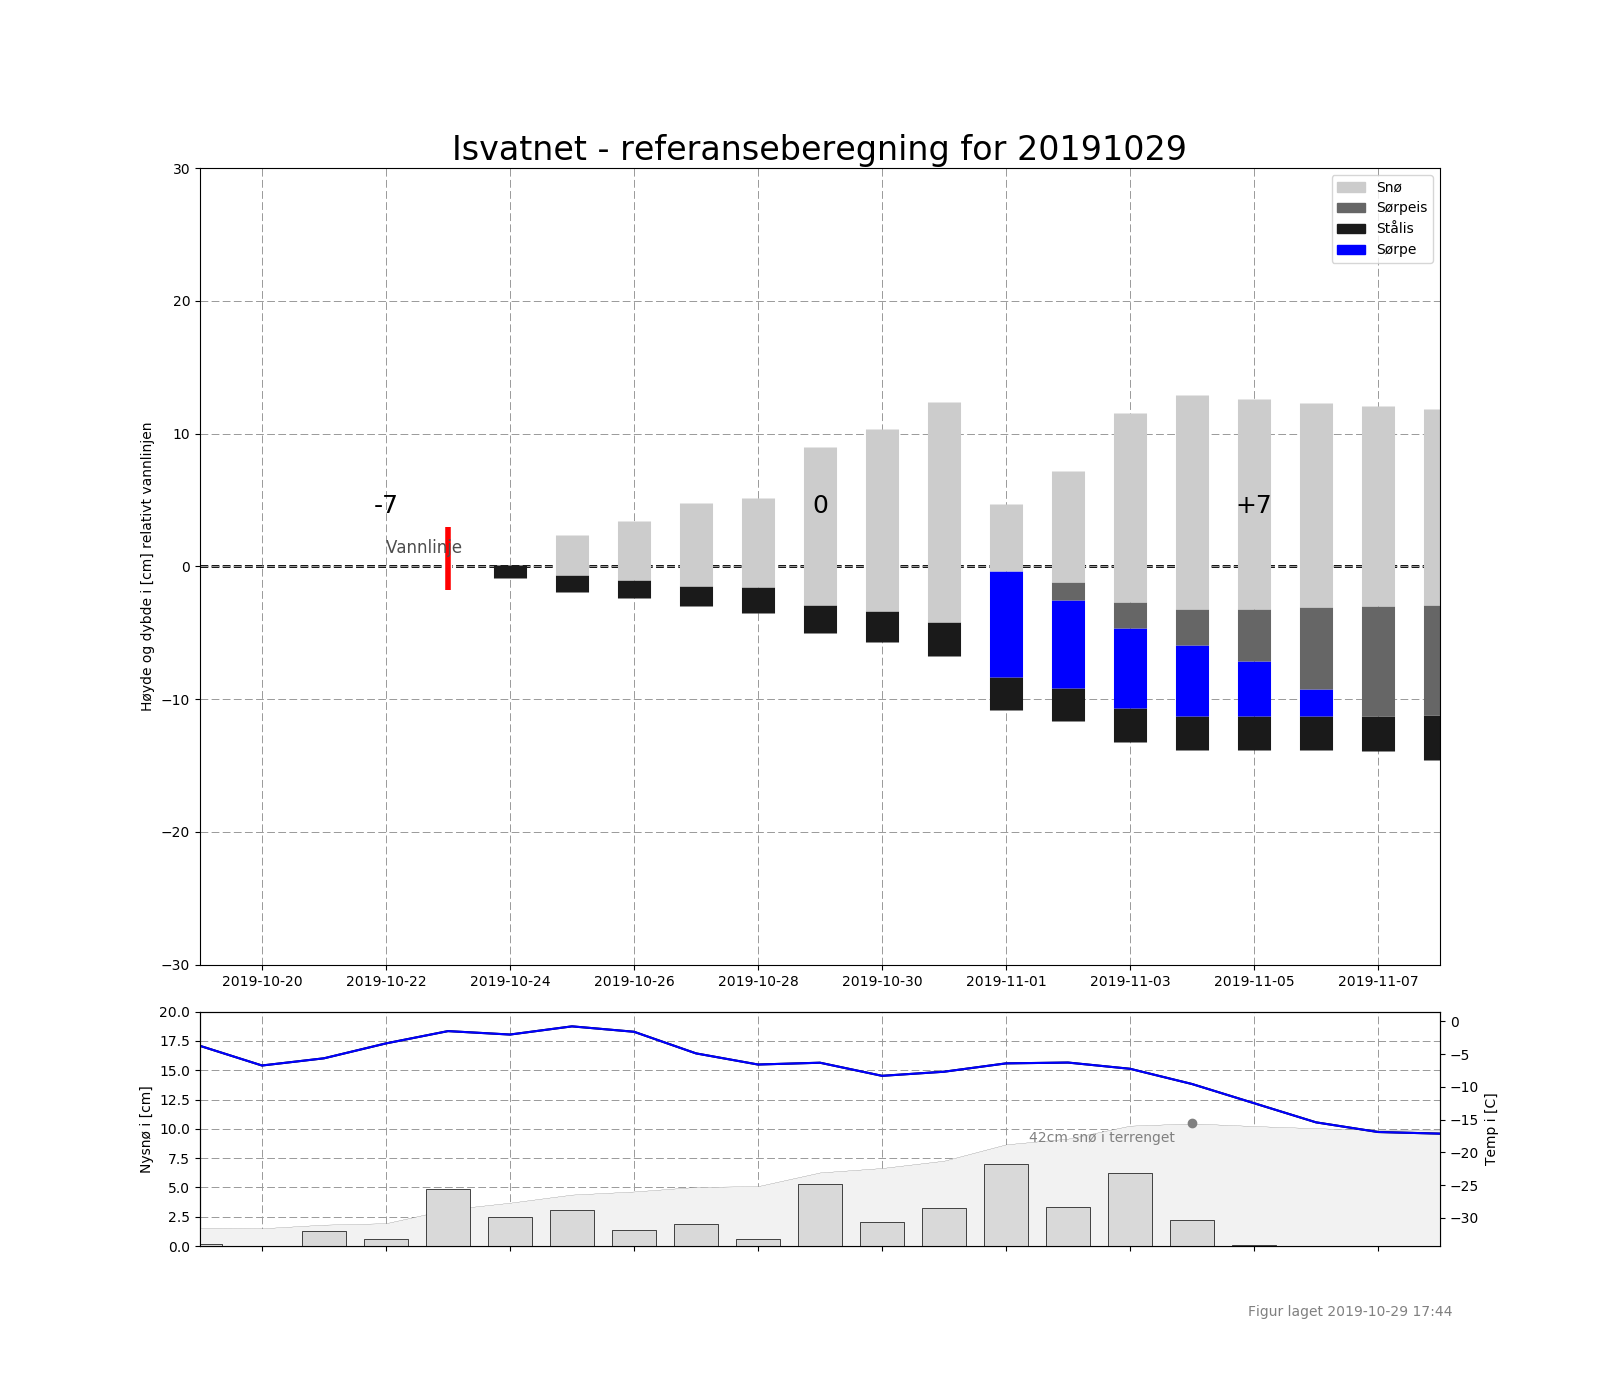 Isvatnet - referanseberegning for 20191029
30
20
10
0
−10
−20
−30
Høyde og dybde i [cm] relativt vannlinjen
Snø
Sørpeis
Stålis
Sørpe
-7
0
+7
Vannlinje
2019-10-20 2019-10-22 2019-10-24 2019-10-26 2019-10-28 2019-10-30 2019-11-01 2019-11-03 2019-11-05 2019-11-07
20.0
17.5
15.0
12.5
10.0
7.5
5.0
2.5
0.0
Nysnø i [cm]
42cm snø i terrenget
0
−5
−10
−15
−20
−25
−30
Temp i [C]
Figur laget 2019-10-29 17:44